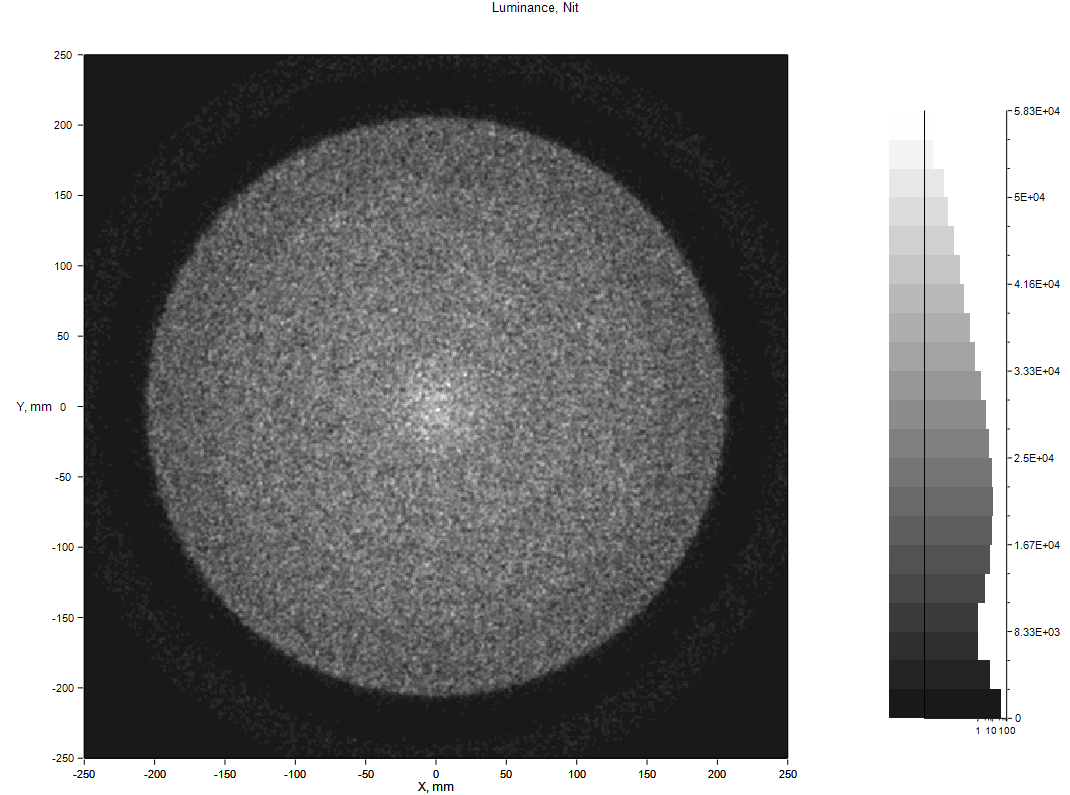 Luminance, Nit
250
200
150
100
50
Y, mm 0
-50
-100
-150
-200
-250
-250 -200 -150 -100 -50 0 50 100 150 200 250
X, mm
5.83E+04
5E+04
4.16E+04
3.33E+04
2.5E+04
1.67E+04
8.33E+03
0
1 10 100